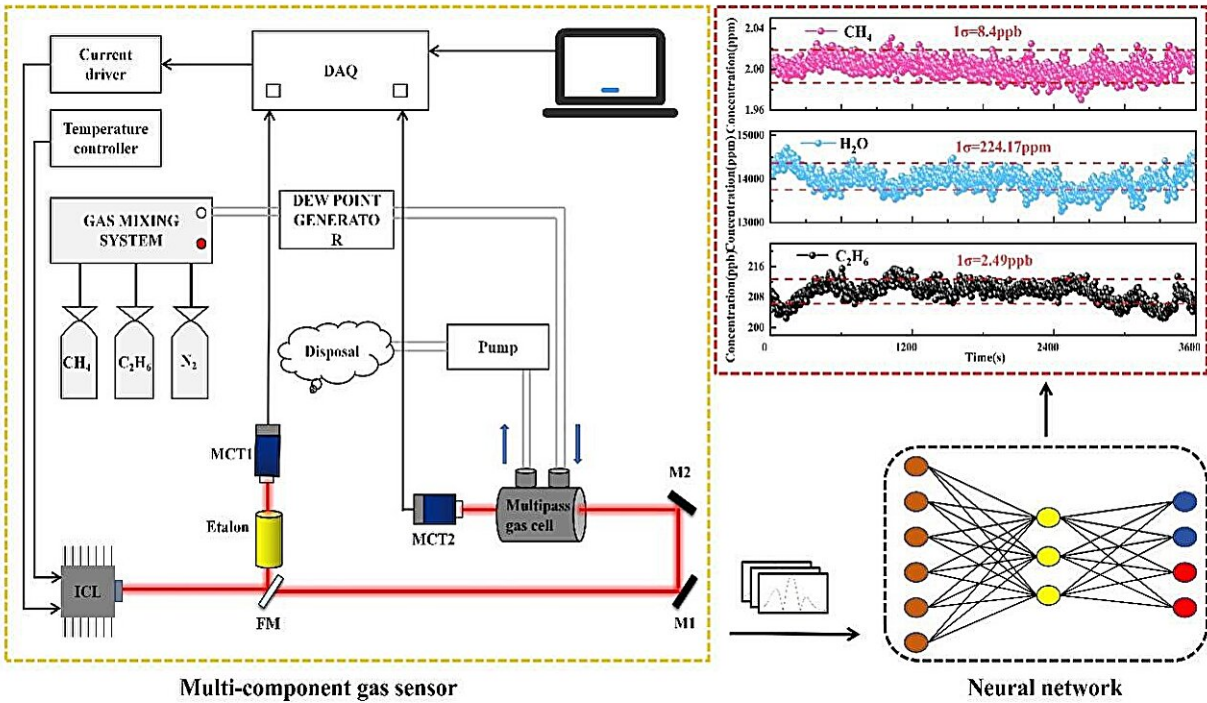 Current
driver
DAQ
Temperature
controller
GAS MIXING
SYSTEM
DEW POINT
GENERATO
R
CH₄
C₂H₆
N₂
Disposal
Pump
MCT1
Etalon
MCT2
Multipass
gas cell
M2
ICL
FM
M1
Multi-component gas sensor
Concentration(ppm)
2.04
2.00
1.96
CH₄
1σ=8.4ppb
Concentration(ppm)
15000
14000
13000
H₂O
1σ=224.17ppm
Concentration(ppb)
216
208
200
C₂H₆
1σ=2.49ppb
0
1200
2400
3600
Time(s)
Neural network